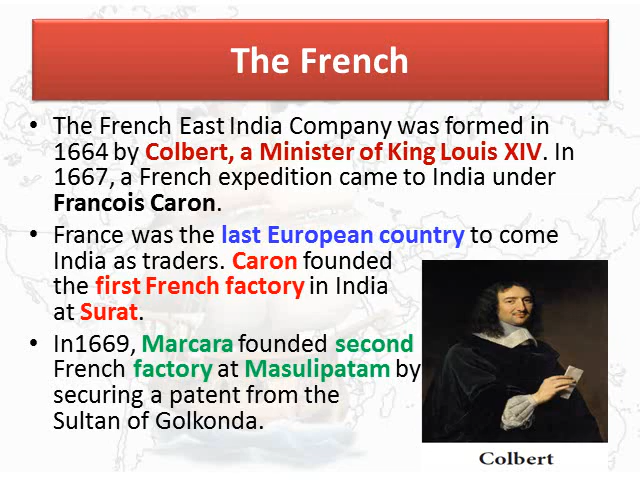 The French
• The French East India Company was formed in
1664 by Colbert, a Minister of King Louis XIV. In
1667, a French expedition came to India under
Francois Caron.
• France was the last European country to come
India as traders. Caron founded
the first French factory in India
at Surat.
• In1669, Marcara founded second
French factory at Masulipatam by
securing a patent from the
Sultan of Golkonda.
Colbert